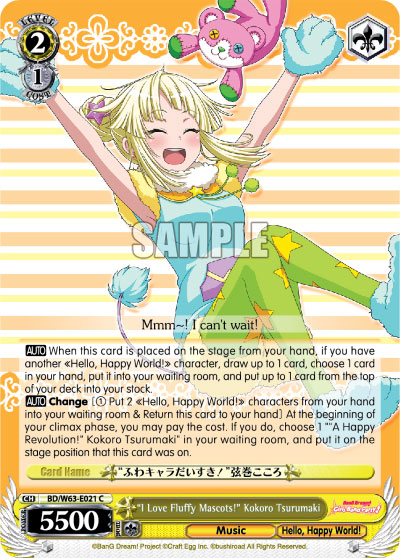 LEVEL
2
1
COST
SAMPLE
Mmm~! I can't wait!
AUTO When this card is placed on the stage from your hand, if you have
another «Hello, Happy World!» character, draw up to 1 card, choose 1
card in your hand, put it into your waiting room, and put up to 1 card from the top
of your deck into your stock.
AUTO Change [① Put 2 «Hello, Happy World!» characters from your hand
into your waiting room & Return this card to your hand] At the beginning of
your climax phase, you may pay the cost. If you do, choose 1 "“A Happy
Revolution!” Kokoro Tsurumaki" in your waiting room, and put it on the
stage position that this card was on.
Card Name
“ふわキャラだいすき！”弦巻こころ
CH BD/W63-E021 C
“I Love Fluffy Mascots!” Kokoro Tsurumaki
BanG Dream! Girls Band Party!
POWER
5500
Music
Hello, Happy World!
©BanG Dream! Project ©Craft Egg Inc. ©bushiroad All Rights Reserved.